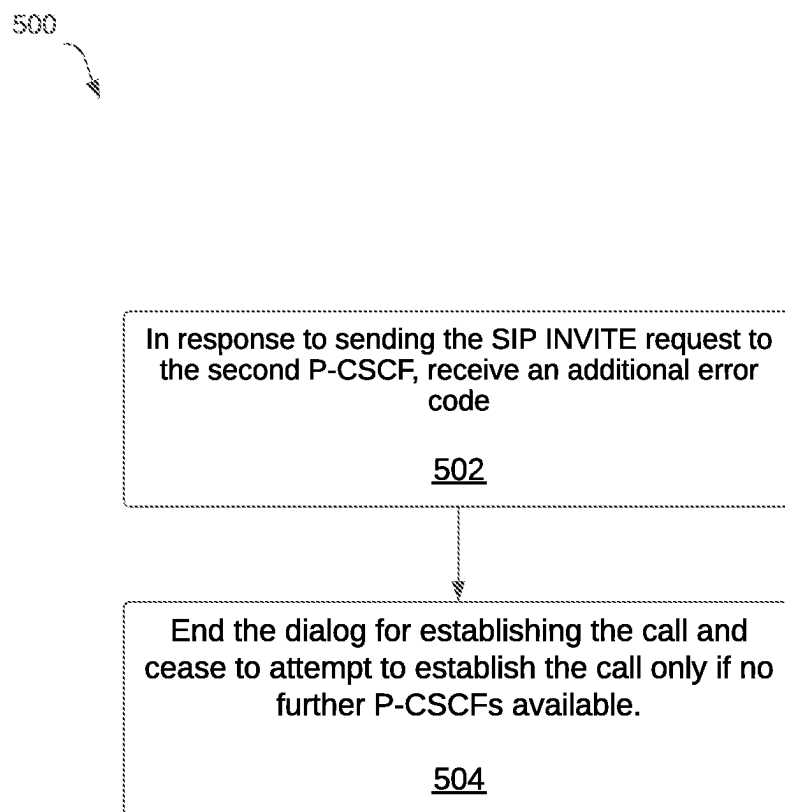 500
In response to sending the SIP INVITE request to
the second P-CSCF, receive an additional error
code
502
End the dialog for establishing the call and
cease to attempt to establish the call only if no
further P-CSCFs available.
504